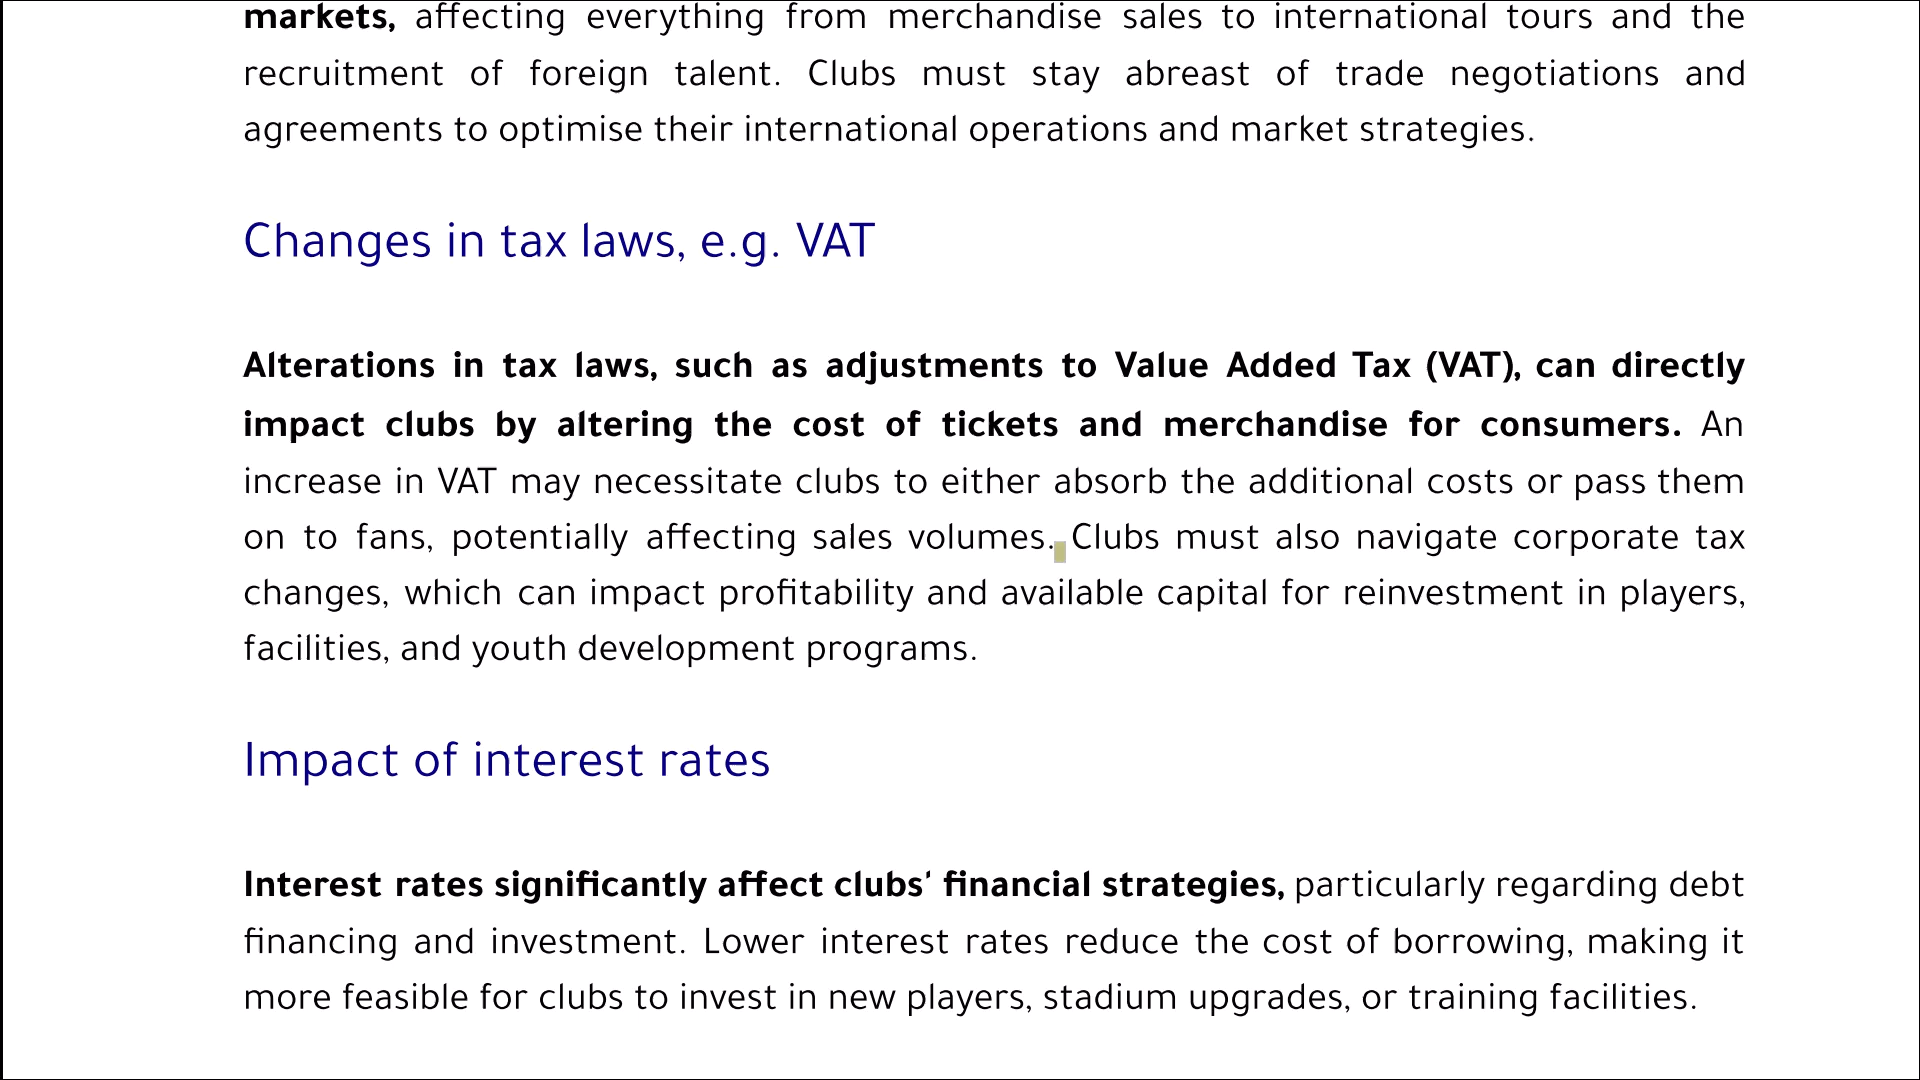 markets, affecting everything from merchandise sales to international tours and the
recruitment of foreign talent. Clubs must stay abreast of trade negotiations and
agreements to optimise their international operations and market strategies.
Changes in tax laws, e.g. VAT
Alterations in tax laws, such as adjustments to Value Added Tax (VAT), can directly
impact clubs by altering the cost of tickets and merchandise for consumers. An
increase in VAT may necessitate clubs to either absorb the additional costs or pass them
on to fans, potentially affecting sales volumes. Clubs must also navigate corporate tax
changes, which can impact profitability and available capital for reinvestment in players,
facilities, and youth development programs.
Impact of interest rates
Interest rates significantly affect clubs' financial strategies, particularly regarding debt
financing and investment. Lower interest rates reduce the cost of borrowing, making it
more feasible for clubs to invest in new players, stadium upgrades, or training facilities.